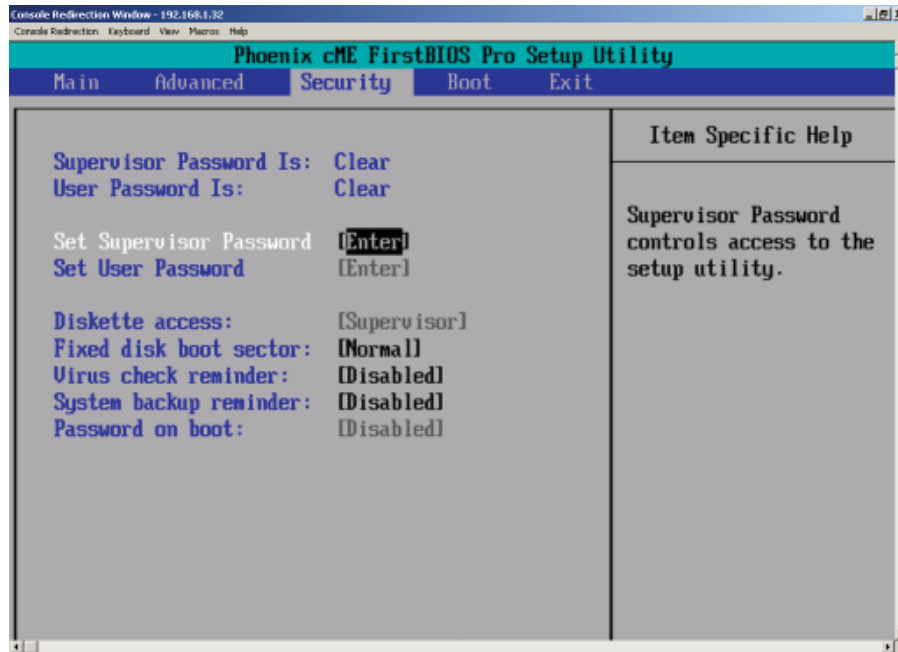 Console Redirection Window - 192.168.1.32
Console Redirection Keyboard View Macros Help
Phoenix cME FirstBIOS Pro Setup Utility
Main Advanced Security Boot Exit
Item Specific Help
Supervisor Password Is: Clear
User Password Is: Clear
Set Supervisor Password [Enter]
Set User Password [Enter]
Diskette access: [Supervisor]
Fixed disk boot sector: [Normal]
Virus check reminder: [Disabled]
System backup reminder: [Disabled]
Password on boot: [Disabled]
Supervisor Password
controls access to the
setup utility.